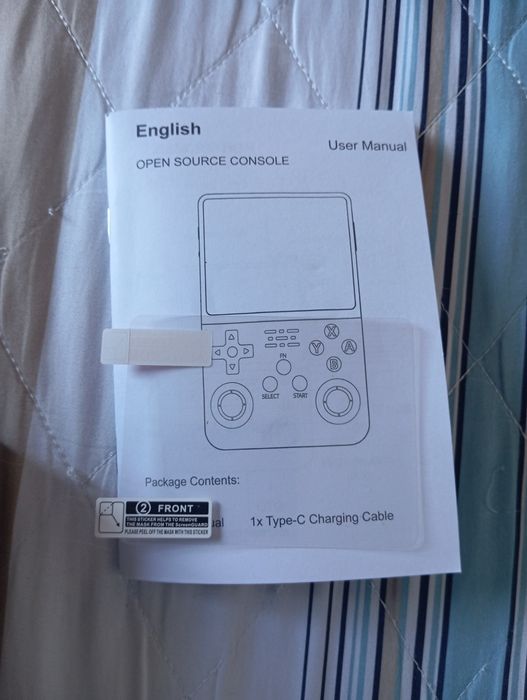 English
User Manual
OPEN SOURCE CONSOLE
X
Y
A
B
FN
SELECT
START
Package Contents:
2 FRONT
THIS STICKER HELPS TO REMOVE
THE MASK FROM THE ScreenGUARD
PLEASE PEEL OFF THE MASK WITH THIS STICKER
1x Type-C Charging Cable